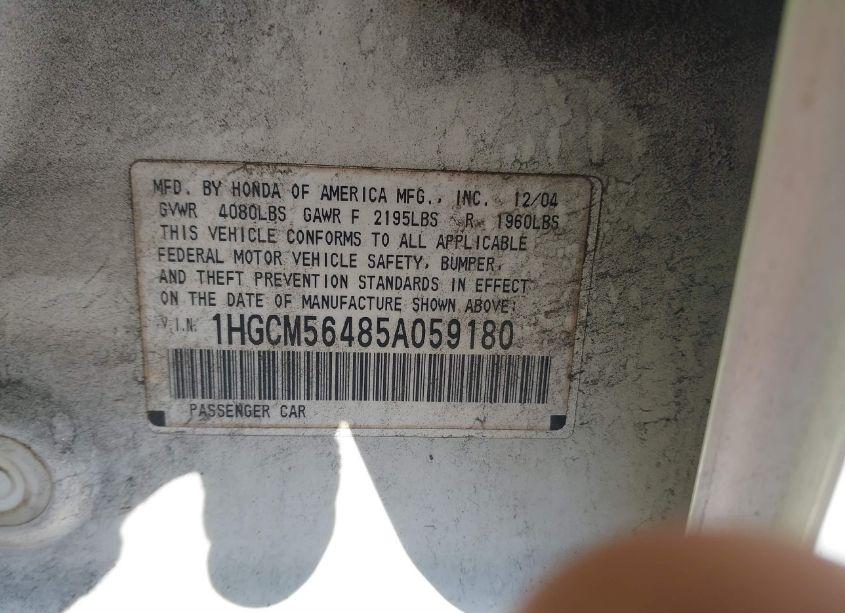 MFD. BY HONDA OF AMERICA MFG., INC. 12/04
GVWR 4080LBS GAWR F 2195LBS R 1960LBS
THIS VEHICLE CONFORMS TO ALL APPLICABLE
FEDERAL MOTOR VEHICLE SAFETY, BUMPER,
AND THEFT PREVENTION STANDARDS IN EFFECT
ON THE DATE OF MANUFACTURE SHOWN ABOVE.
V.I.N: 1HGCM56485A059180
PASSENGER CAR